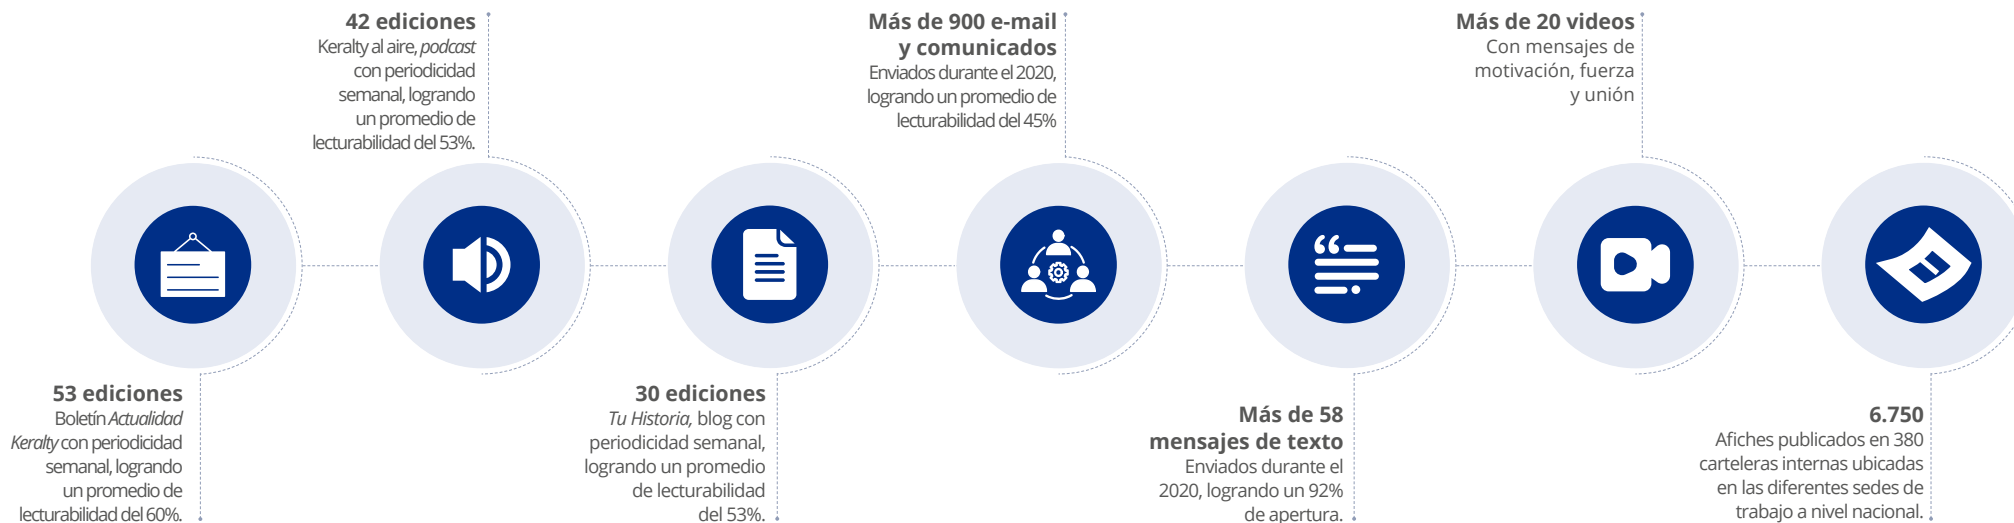 53 ediciones
Boletín Actualidad
Keralty con periodicidad
semanal, logrando
un promedio de
lecturabilidad del 60%.
42 ediciones
Keralty al aire, podcast
con periodicidad
semanal, logrando
un promedio de
lecturabilidad del 53%.
30 ediciones
Tu Historia, blog con
periodicidad semanal,
logrando un promedio
de lecturabilidad
del 53%.
Más de 900 e-mail
y comunicados
Enviados durante el 2020,
logrando un promedio de
lecturabilidad del 45%
Más de 58
mensajes de texto
Enviados durante el
2020, logrando un 92%
de apertura.
Más de 20 videos
Con mensajes de
motivación, fuerza
y unión
6.750
Afiches publicados en 380
carteleras internas ubicadas
en las diferentes sedes de
trabajo a nivel nacional.